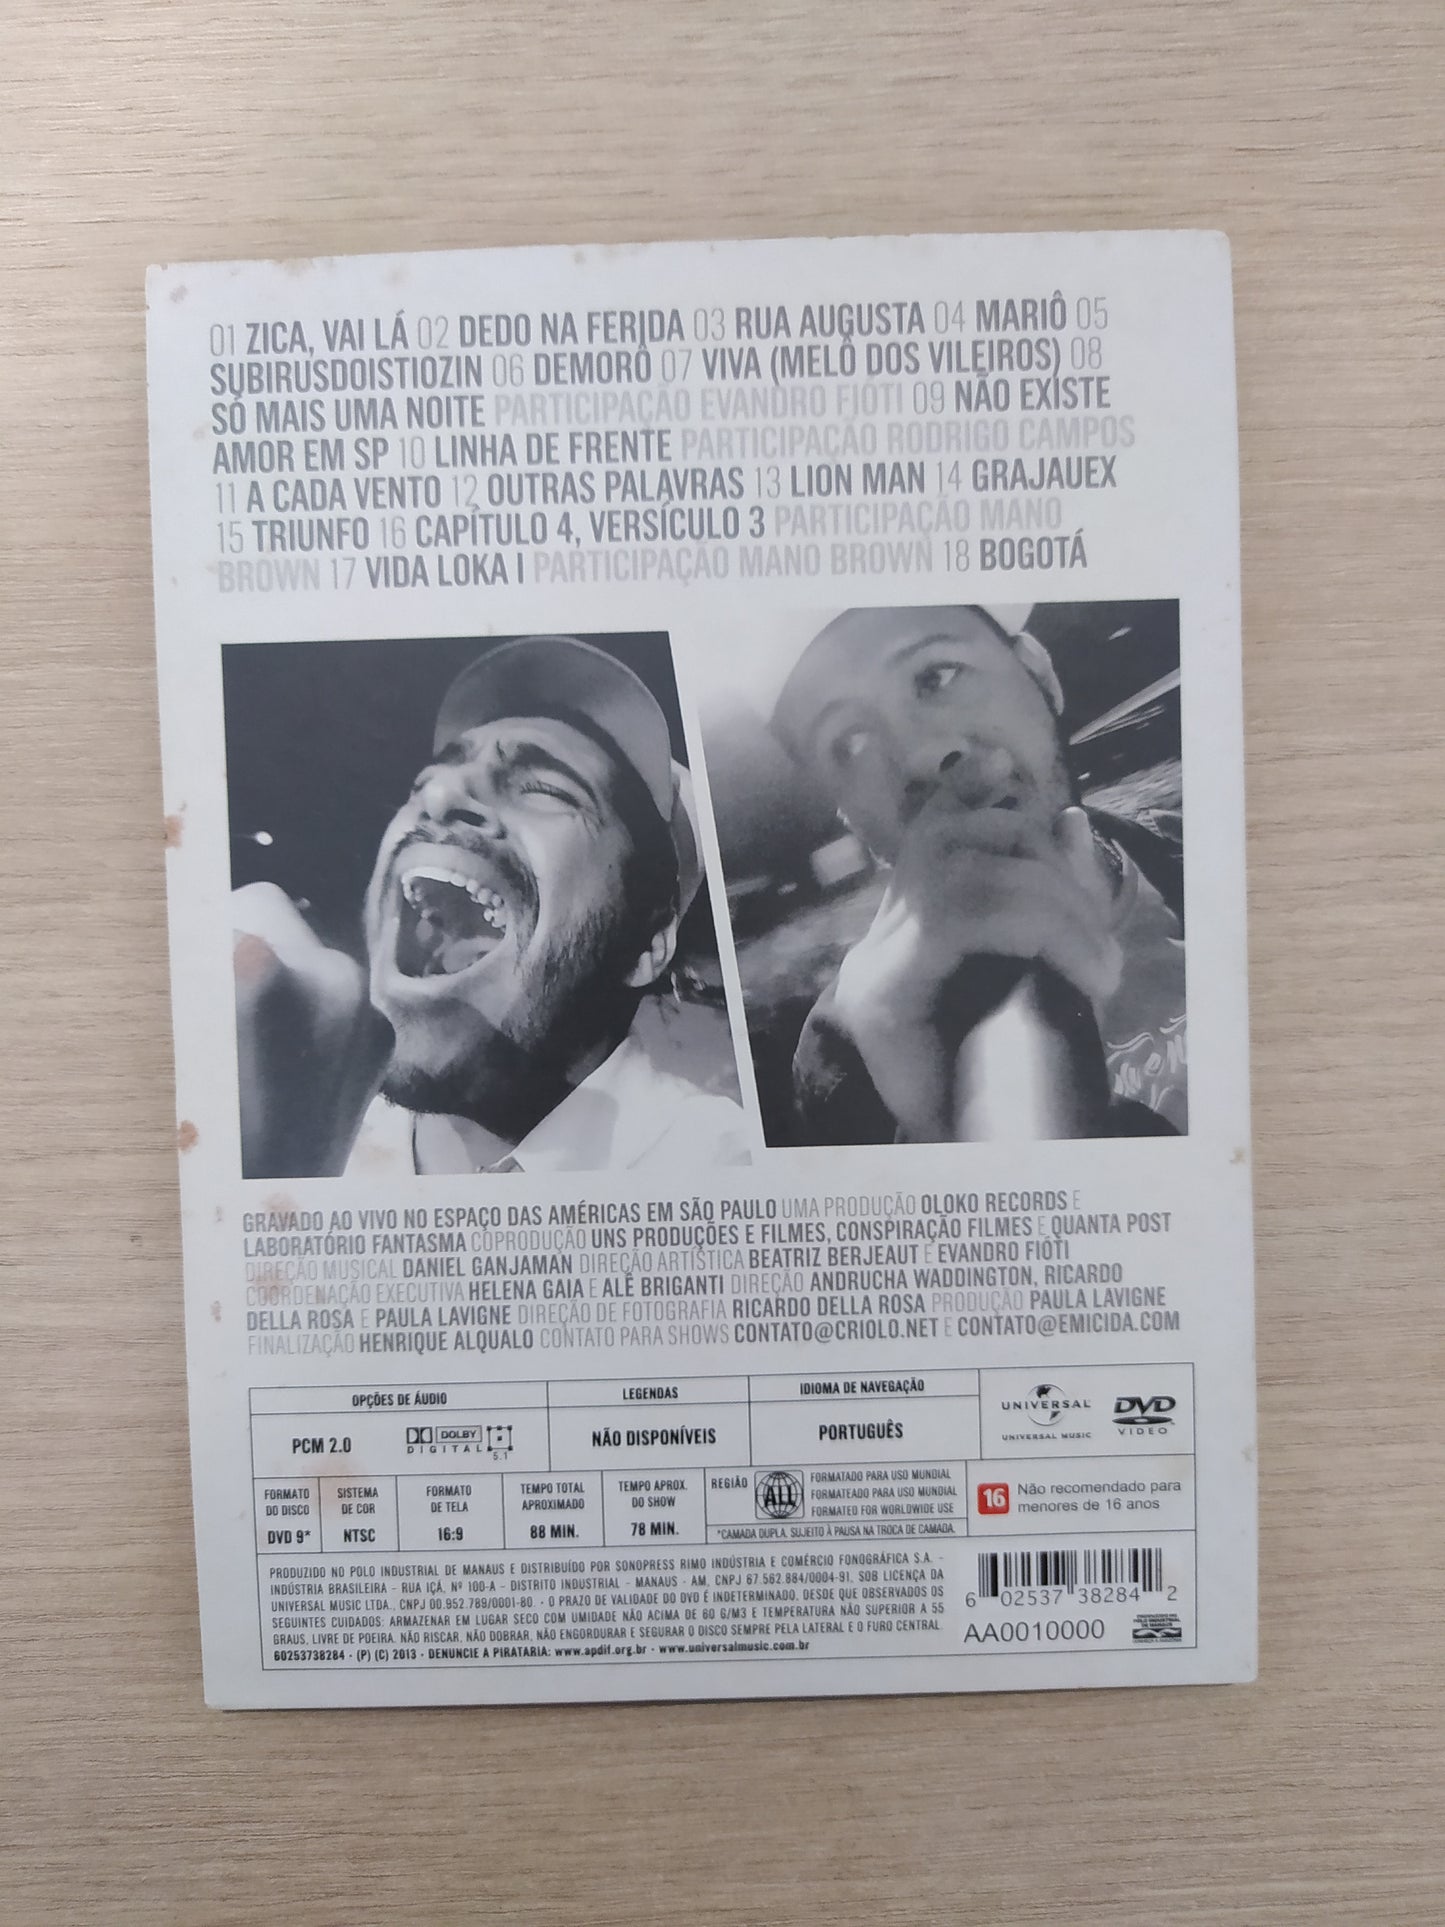 01 ZICA, VAI LÁ 02 DEDO NA FERIDA 03 RUA AUGUSTA 04 MARIÔ 05
SUBIRUSDOISTIOZIN 06 DEMORÔ 07 VIVA (MELÔ DOS VILEIROS) 08
SÓ MAIS UMA NOITE PARTICIPAÇÃO EVANDRO FIÓTI 09 NÃO EXISTE
AMOR EM SP 10 LINHA DE FRENTE PARTICIPAÇÃO RODRIGO CAMPOS
11 A CADA VENTO 12 OUTRAS PALAVRAS 13 LION MAN 14 GRAJAUEX
15 TRIUNFO 16 CAPÍTULO 4, VERSÍCULO 3 PARTICIPAÇÃO MANO
BROWN 17 VIDA LOKA I PARTICIPAÇÃO MANO BROWN 18 BOGOTÁ
GRAVADO AO VIVO NO ESPAÇO DAS AMÉRICAS EM SÃO PAULO UMA PRODUÇÃO OLOKO RECORDS E
LABORATÓRIO FANTASMA COPRODUÇÃO UNS PRODUÇÕES E FILMES, CONSPIRAÇÃO FILMES E QUANTA POST
DIREÇÃO MUSICAL DANIEL GANJAMAN DIREÇÃO ARTÍSTICA BEATRIZ BERJEAUT E EVANDRO FIÓTI
COORDENAÇÃO EXECUTIVA HELENA GAIA E ALÊ BRIGANTI DIREÇÃO ANDRUCHA WADDINGTON, RICARDO
DELLA ROSA E PAULA LAVIGNE DIREÇÃO DE FOTOGRAFIA RICARDO DELLA ROSA PRODUÇÃO PAULA LAVIGNE
FINALIZAÇÃO HENRIQUE ALQUALO CONTATO PARA SHOWS CONTATO@CRIOLO.NET E CONTATO@EMICIDA.COM
OPÇÕES DE ÁUDIO
PCM 2.0
DOLBY
DIGITAL
5.1
LEGENDAS
NÃO DISPONÍVEIS
IDIOMA DE NAVEGAÇÃO
PORTUGUÊS
UNIVERSAL
UNIVERSAL MUSIC
DVD
VIDEO
FORMATO
DO DISCO
DVD 9*
SISTEMA
DE COR
NTSC
FORMATO
DE TELA
16:9
TEMPO TOTAL
APROXIMADO
88 MIN.
TEMPO APROX.
DO SHOW
78 MIN.
REGIÃO
ALL
FORMATADO PARA USO MUNDIAL
FORMATEADO PARA USO MUNDIAL
FORMATED FOR WORLDWIDE USE
*CAMADA DUPLA. SUJEITO À PAUSA NA TROCA DE CAMADA.
16
Não recomendado para
menores de 16 anos
PRODUZIDO NO POLO INDUSTRIAL DE MANAUS E DISTRIBUÍDO POR SONOPRESS RIMO INDÚSTRIA E COMÉRCIO FONOGRÁFICA S.A. -
INDÚSTRIA BRASILEIRA - RUA IÇÁ, Nº 100-A - DISTRITO INDUSTRIAL - MANAUS - AM, CNPJ 67.562.884/0004-91, SOB LICENÇA DA
UNIVERSAL MUSIC LTDA., CNPJ 00.952.789/0001-80. - O PRAZO DE VALIDADE DO DVD É INDETERMINADO, DESDE QUE OBSERVADOS OS
SEGUINTES CUIDADOS: ARMAZENAR EM LUGAR SECO COM UMIDADE NÃO ACIMA DE 60 G/M3 E TEMPERATURA NÃO SUPERIOR A 55
GRAUS, LIVRE DE POEIRA. NÃO RISCAR, NÃO DOBRAR, NÃO ENGORDURAR E SEGURAR O DISCO SEMPRE PELA LATERAL E O FURO CENTRAL.
60253738284 - (P) (C) 2013 - DENUNCIE A PIRATARIA: www.apdif.org.br - www.universalmusic.com.br
6 02537 38284 2
AA0010000